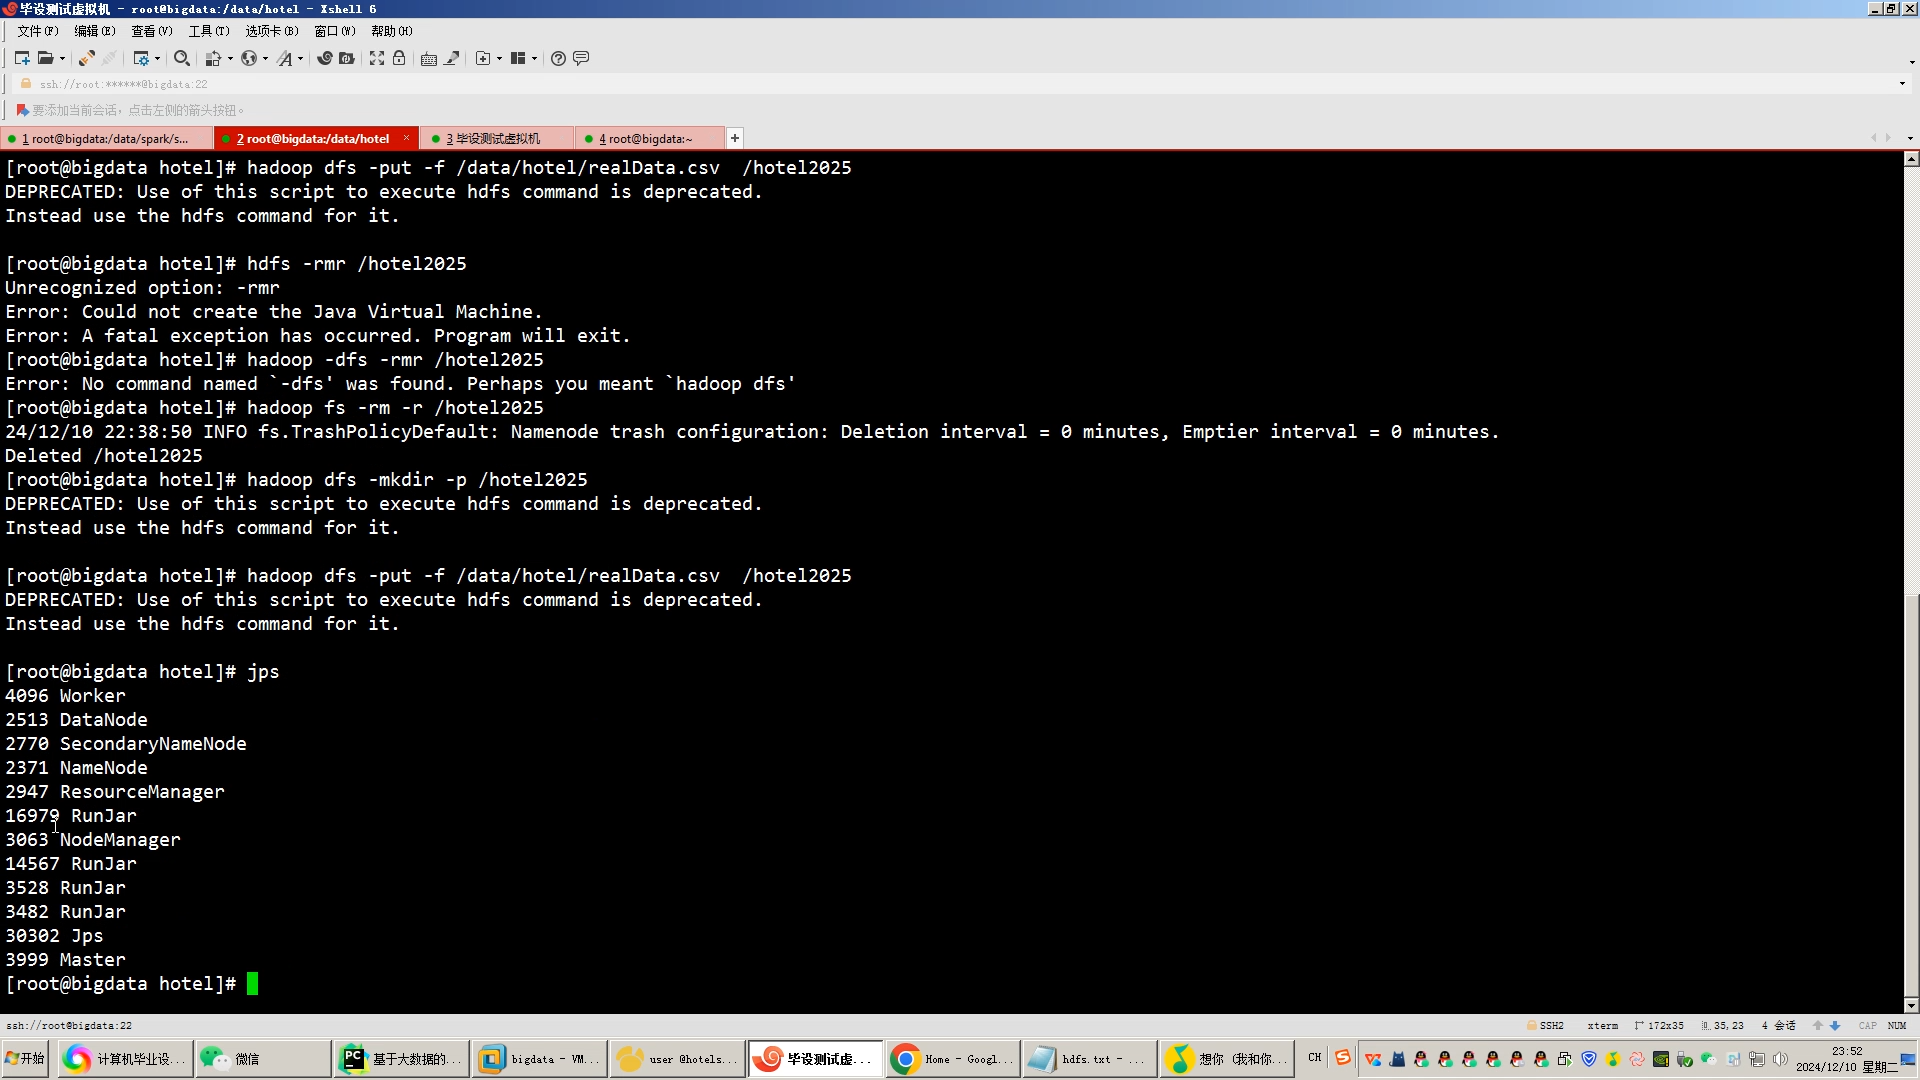 毕设测试虚拟机 - root@bigdata:/data/hotel - Xshell 6
文件(F) 编辑(E) 查看(V) 工具(T) 选项卡(B) 窗口(W) 帮助(H)
ssh://root:******@bigdata:22
要添加当前会话，点击左侧的箭头按钮。
1 root@bigdata:/data/spark/s... 2 root@bigdata:/data/hotel × 3 毕设测试虚拟机 4 root@bigdata:~ +
[root@bigdata hotel]# hadoop dfs -put -f /data/hotel/realData.csv  /hotel2025
DEPRECATED: Use of this script to execute hdfs command is deprecated.
Instead use the hdfs command for it.
[root@bigdata hotel]# hdfs -rmr /hotel2025
Unrecognized option: -rmr
Error: Could not create the Java Virtual Machine.
Error: A fatal exception has occurred. Program will exit.
[root@bigdata hotel]# hadoop -dfs -rmr /hotel2025
Error: No command named `-dfs' was found. Perhaps you meant `hadoop dfs'
[root@bigdata hotel]# hadoop fs -rm -r /hotel2025
24/12/10 22:38:50 INFO fs.TrashPolicyDefault: Namenode trash configuration: Deletion interval = 0 minutes, Emptier interval = 0 minutes.
Deleted /hotel2025
[root@bigdata hotel]# hadoop dfs -mkdir -p /hotel2025
DEPRECATED: Use of this script to execute hdfs command is deprecated.
Instead use the hdfs command for it.
[root@bigdata hotel]# hadoop dfs -put -f /data/hotel/realData.csv  /hotel2025
DEPRECATED: Use of this script to execute hdfs command is deprecated.
Instead use the hdfs command for it.
[root@bigdata hotel]# jps
4096 Worker
2513 DataNode
2770 SecondaryNameNode
2371 NameNode
2947 ResourceManager
16979 RunJar
3063 NodeManager
14567 RunJar
3528 RunJar
3482 RunJar
30302 Jps
3999 Master
[root@bigdata hotel]#
ssh://root@bigdata:22 SSH2 xterm 172x35 35,23 4 会话 CAP NUM
开始 计算机毕业设... 微信 基于大数据的... bigdata - VM... user @hotels... 毕设测试虚... Home - Googl... hdfs.txt - ... 想你 (我和你... CH 23:52
2024/12/10 星期二